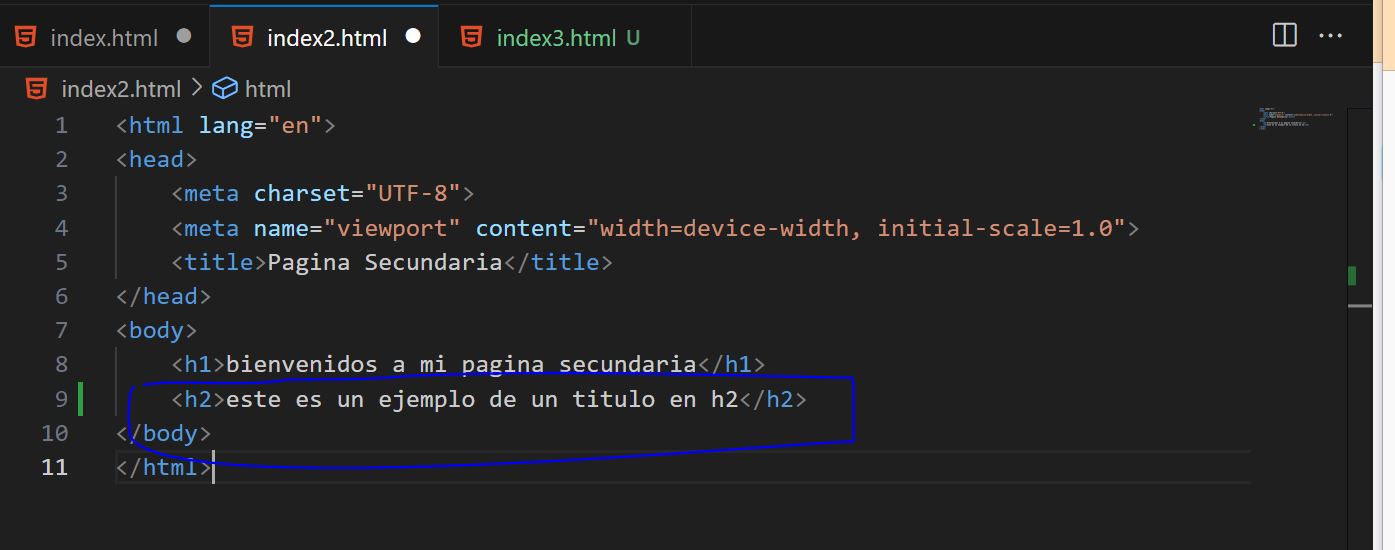 index.html
index2.html
index3.html U
index2.html > html
1 <html lang="en">
2 <head>
3     <meta charset="UTF-8">
4     <meta name="viewport" content="width=device-width, initial-scale=1.0">
5     <title>Pagina Secundaria</title>
6 </head>
7 <body>
8     <h1>bienvenidos a mi pagina secundaria</h1>
9     <h2>este es un ejemplo de un titulo en h2</h2>
10 </body>
11 </html>